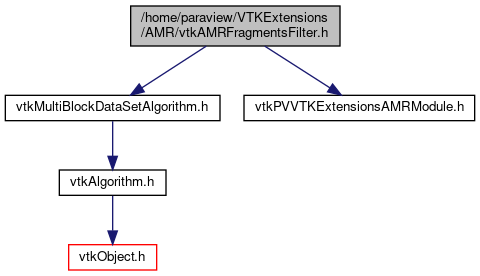 /home/paraview/VTKExtensions
/AMR/vtkAMRFragmentsFilter.h
vtkMultiBlockDataSetAlgorithm.h
vtkPVVTKExtensionsAMRModule.h
vtkAlgorithm.h
vtkObject.h